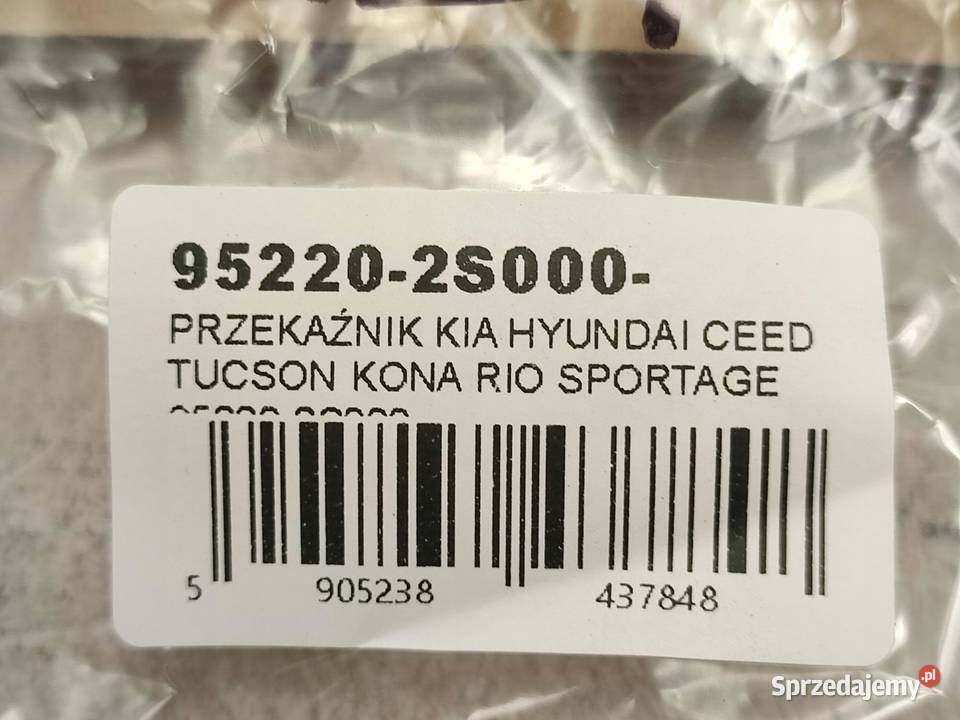 95220-2S000-
PRZEKAŹNIK KIA HYUNDAI CEED
TUCSON KONA RIO SPORTAGE
5 905238 437848
Sprzedajemy.pl